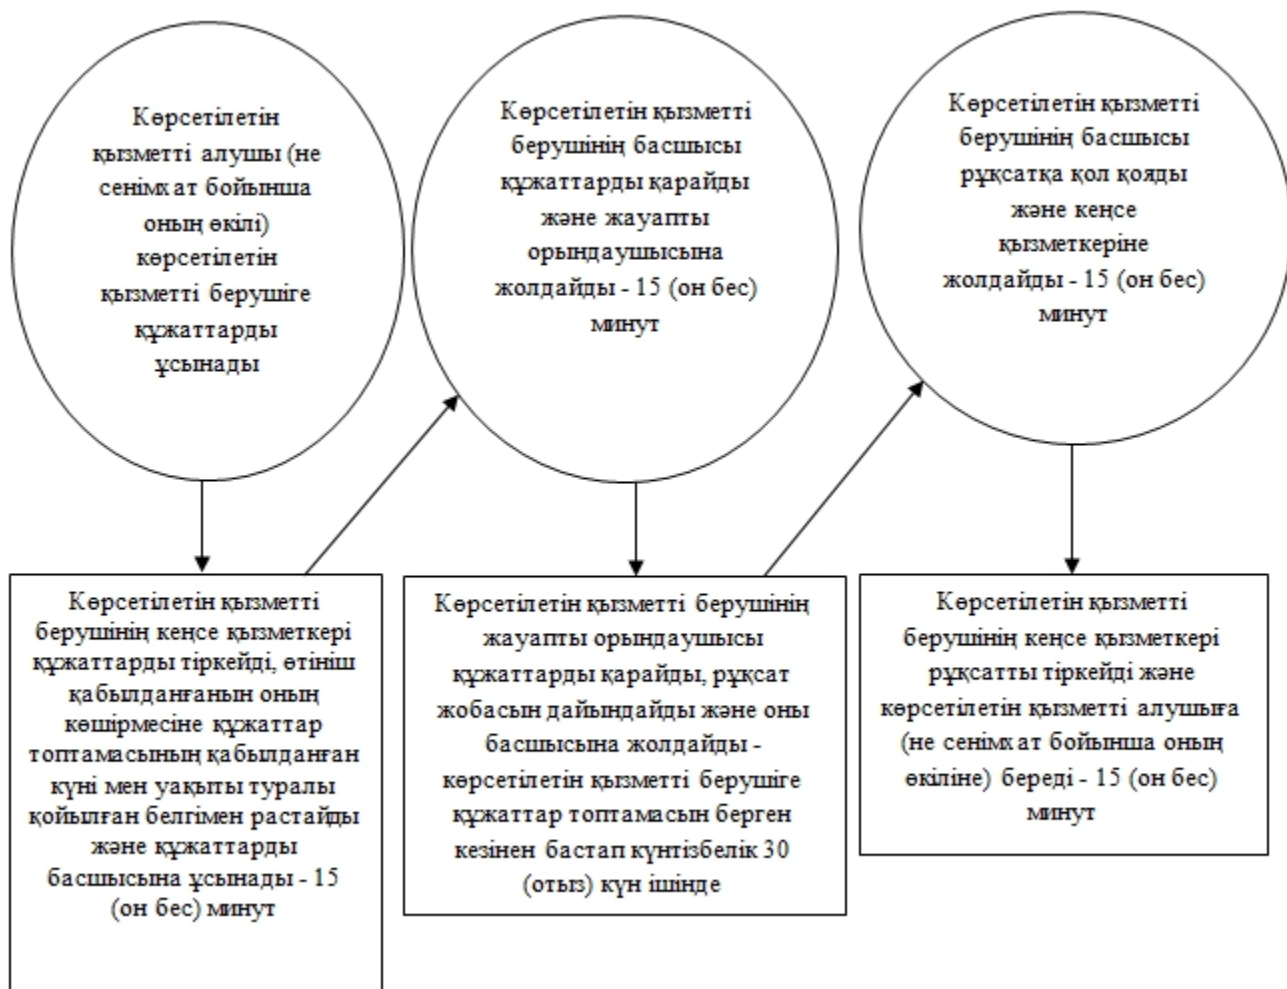 Көрсетілетін
қызметті алушы (не
сенімхат бойынша
оның өкілі)
көрсетілетін
қызметті берушіге
құжаттарды
ұсынады
Көрсетілетін қызметті
берушінің кеңсе қызметкері
құжаттарды тіркейді, өтініш
қабылданғанын оның
көшірмесіне құжаттар
топтамасының қабылданған
күні мен уақыты туралы
қойылған белгімен растайды
және құжаттарды
басшысына ұсынады - 15
(он бес) минут
Көрсетілетін қызметті
берушінің басшысы
құжаттарды қарайды
және жауапты
орындаушысына
жолдайды - 15 (он бес)
минут
Көрсетілетін қызметті берушінің
жауапты орындаушысы
құжаттарды қарайды, рұқсат
жобасын дайындайды және оны
басшысына жолдайды -
көрсетілетін қызметті берушіге
құжаттар топтамасын берген
кезінен бастап күнтізбелік 30
(отыз) күн ішінде
Көрсетілетін қызметті
берушінің басшысы
рұқсатқа қол қояды
және кеңсе
қызметкеріне
жолдайды - 15 (он бес)
минут
Көрсетілетін қызметті
берушінің кеңсе қызметкері
рұқсатты тіркейді және
көрсетілетін қызметті алушыға
(не сенімхат бойынша оның
өкіліне) береді - 15 (он бес)
минут